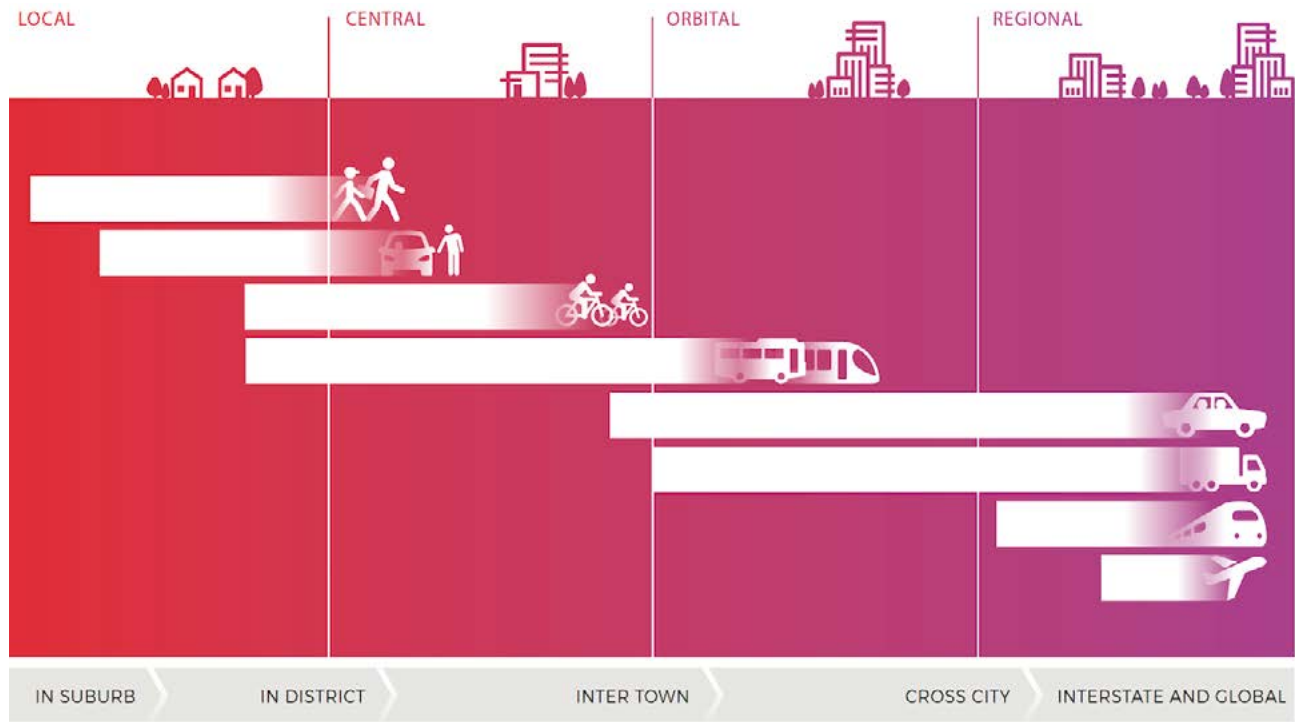 LOCAL
CENTRAL
ORBITAL
REGIONAL
IN SUBURB
IN DISTRICT
INTER TOWN
CROSS CITY
INTERSTATE AND GLOBAL